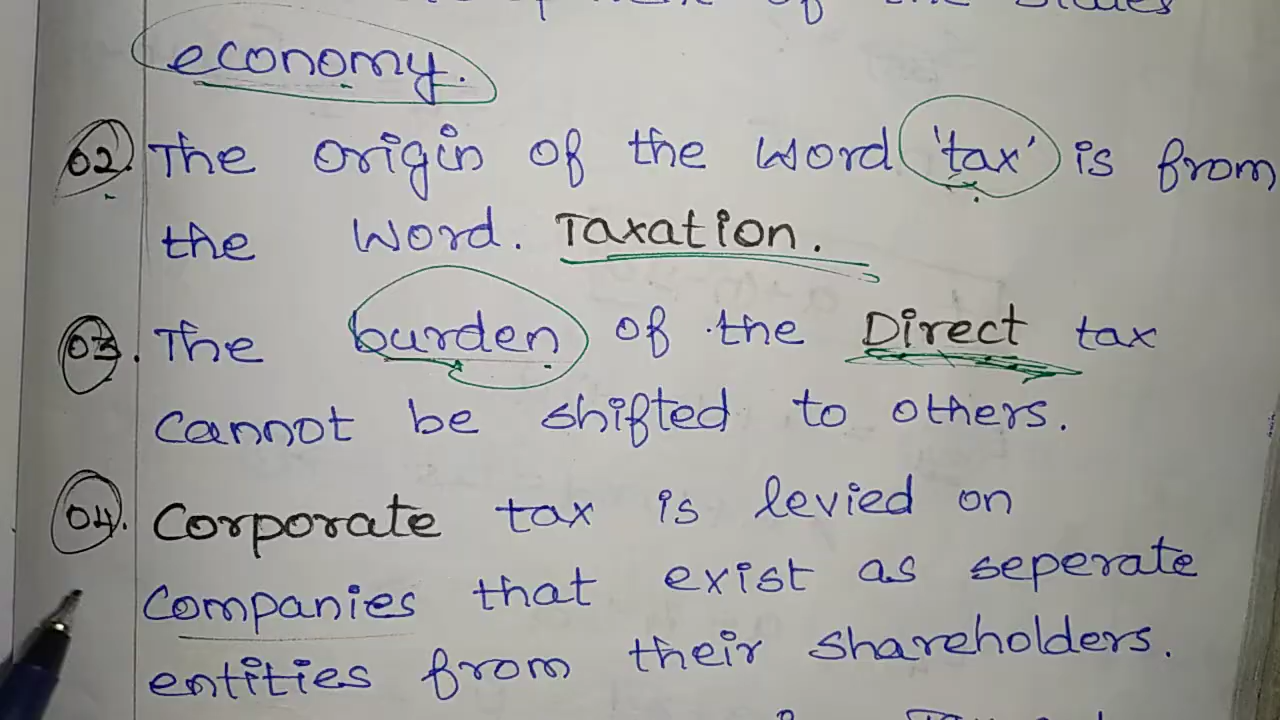 of the
economy.
02. The origin of the word 'tax' is from
the word. Taxation.
03. The burden of the Direct tax
cannot be shifted to others.
04. Corporate tax is levied on
companies that exist as seperate
entities from their shareholders.